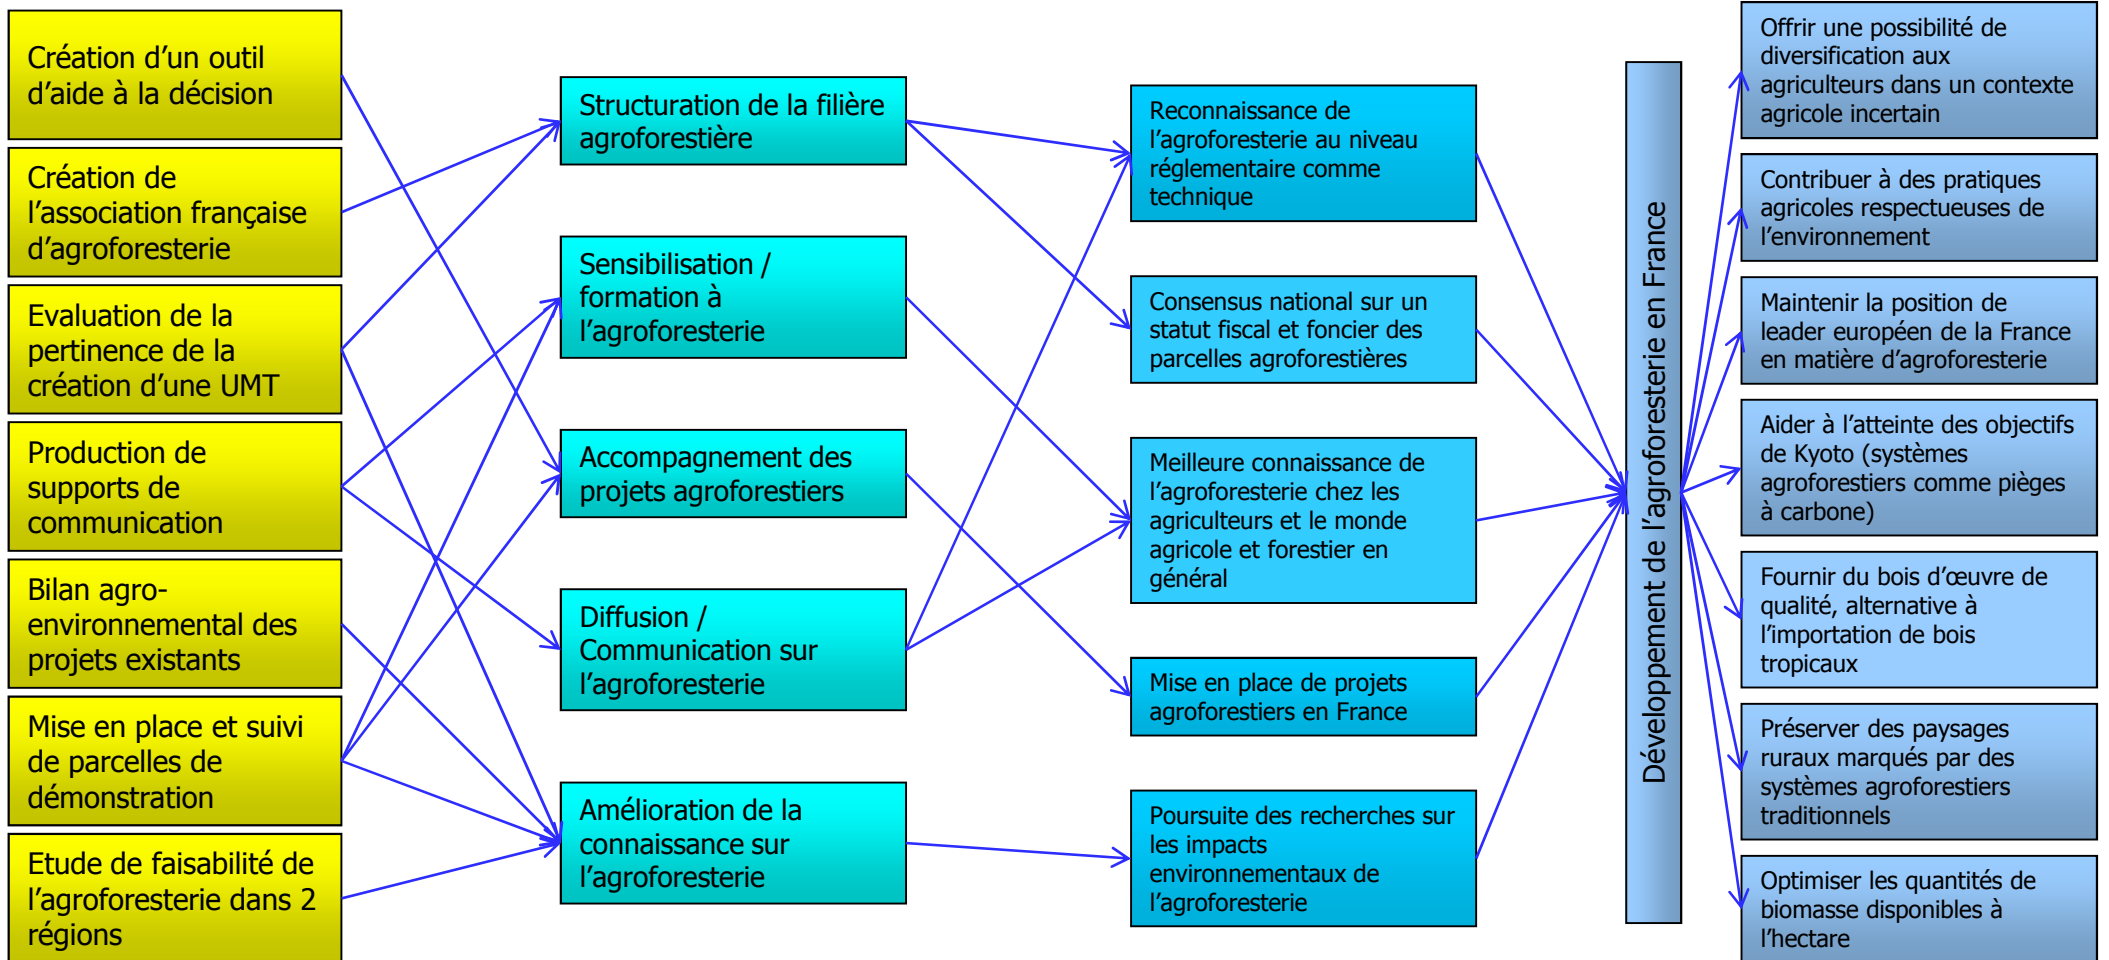 Création d'un outil
d'aide à la décision
Création de
l'association française
d'agroforesterie
Evaluation de la
pertinence de la
création d'une UMT
Production de
supports de
communication
Bilan agro-
environnemental des
projets existants
Mise en place et suivi
de parcelles de
démonstration
Etude de faisabilité de
l'agroforesterie dans 2
régions
Structuration de la filière
agroforestière
Sensibilisation /
formation à
l'agroforesterie
Accompagnement des
projets agroforestiers
Diffusion /
Communication sur
l'agroforesterie
Amélioration de la
connaissance sur
l'agroforesterie
Reconnaissance de
l'agroforesterie au niveau
réglementaire comme
technique
Consensus national sur un
statut fiscal et foncier des
parcelles agroforestières
Meilleure connaissance de
l'agroforesterie chez les
agriculteurs et le monde
agricole et forestier en
général
Mise en place de projets
agroforestiers en France
Poursuite des recherches sur
les impacts
environnementaux de
l'agroforesterie
Développement de l'agroforesterie en France
Offrir une possibilité de
diversification aux
agriculteurs dans un contexte
agricole incertain
Contribuer à des pratiques
agricoles respectueuses de
l'environnement
Maintenir la position de
leader européen de la France
en matière d'agroforesterie
Aider à l'atteinte des objectifs
de Kyoto (systèmes
agroforestiers comme pièges
à carbone)
Fournir du bois d'œuvre de
qualité, alternative à
l'importation de bois
tropicaux
Préserver des paysages
ruraux marqués par des
systèmes agroforestiers
traditionnels
Optimiser les quantités de
biomasse disponibles à
l'hectare